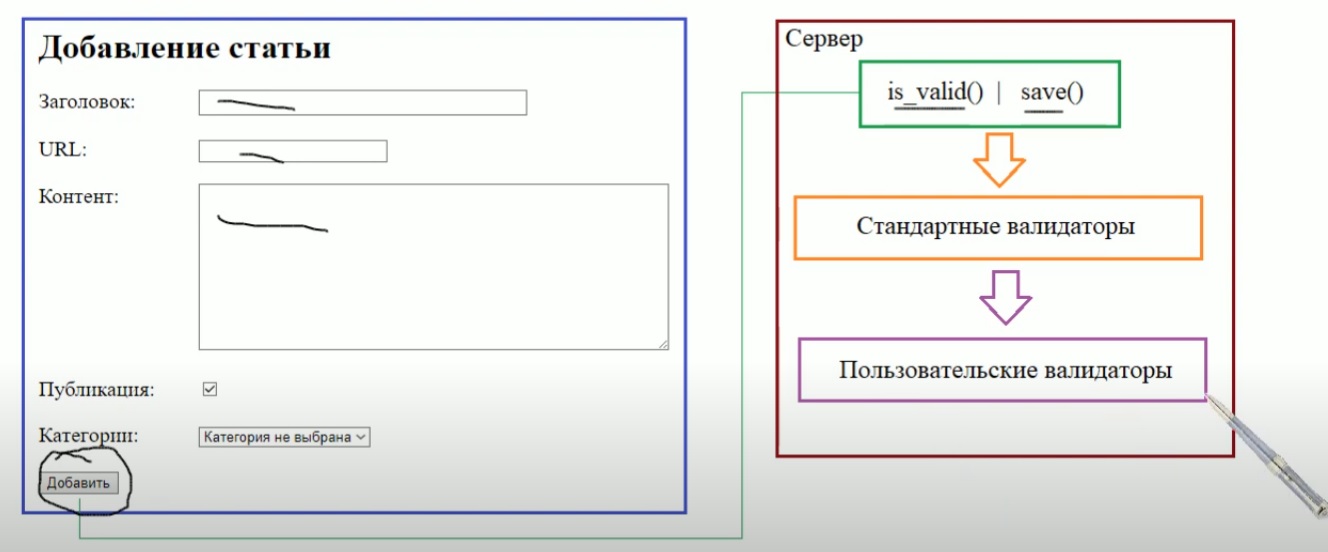 Добавление статьи
Заголовок:
URL:
Контент:
Публикация:
Категории:
Категория не выбрана
Добавить
Сервер
is_valid() | save()
Стандартные валидаторы
Пользовательские валидаторы